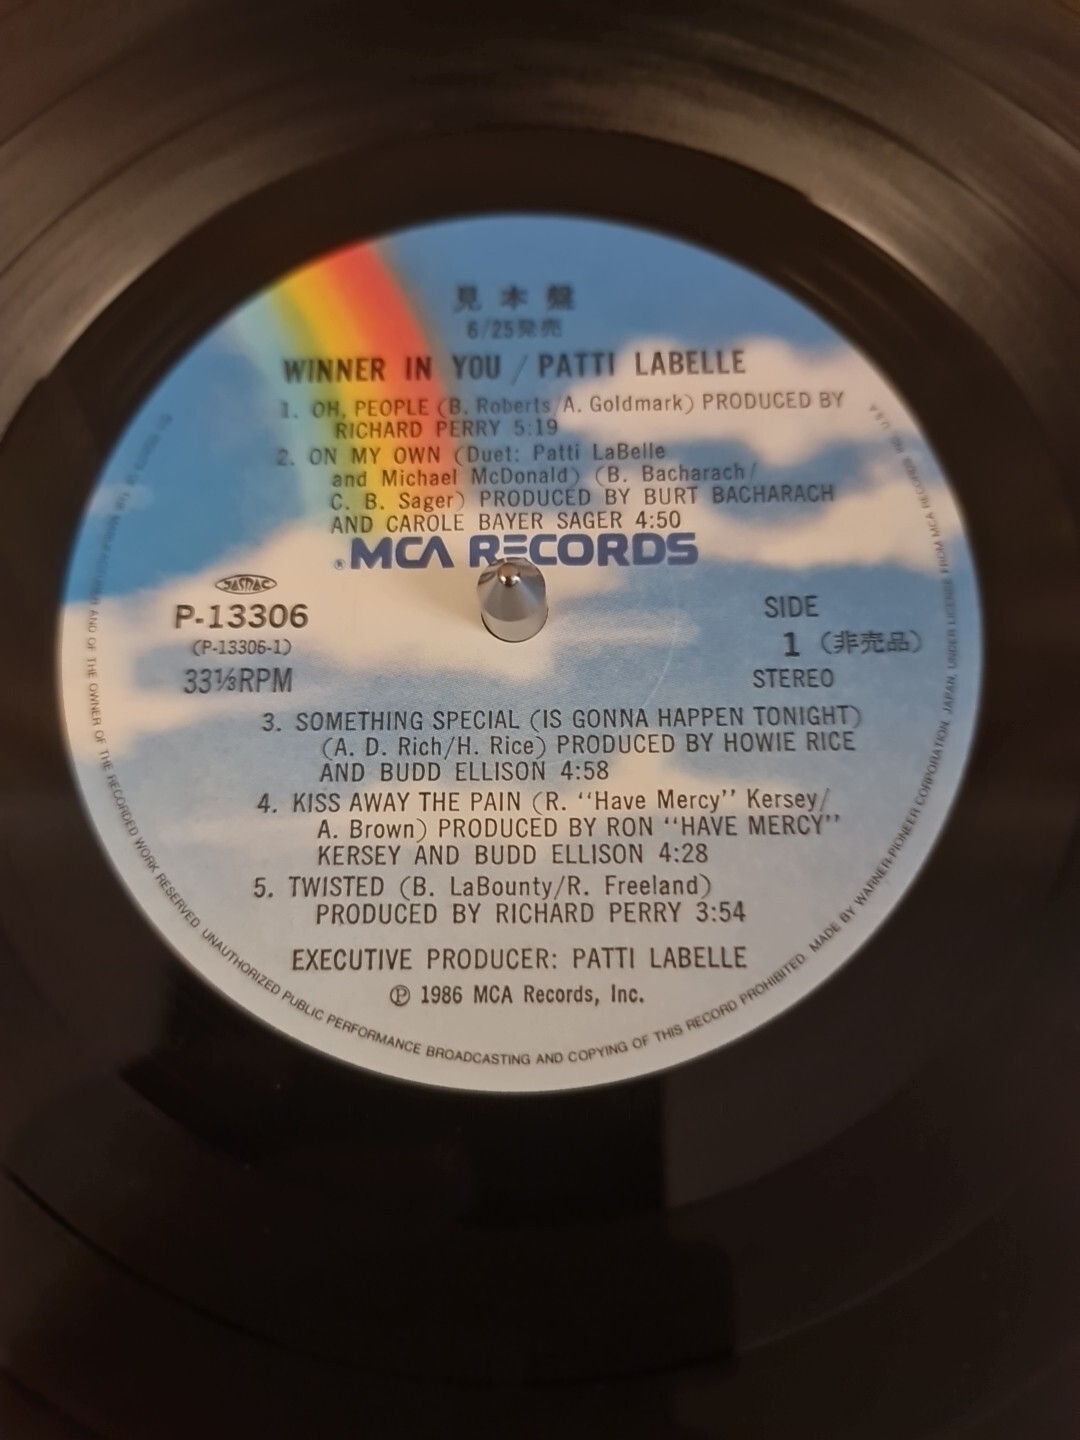 見本盤
6/25発売
WINNER IN YOU / PATTI LABELLE
1. OH, PEOPLE (B. Roberts/A. Goldmark) PRODUCED BY
RICHARD PERRY 5:19
2. ON MY OWN (Duet: Patti LaBelle
and Michael McDonald) (B. Bacharach/
C. B. Sager) PRODUCED BY BURT BACHARACH
AND CAROLE BAYER SAGER 4:50
® MCA RECORDS
JASRAC
P-13306
(P-13306-1)
33⅓RPM
SIDE
1 (非売品)
STEREO
3. SOMETHING SPECIAL (IS GONNA HAPPEN TONIGHT)
(A. D. Rich/H. Rice) PRODUCED BY HOWIE RICE
AND BUDD ELLISON 4:58
4. KISS AWAY THE PAIN (R. “Have Mercy” Kersey/
A. Brown) PRODUCED BY RON “HAVE MERCY”
KERSEY AND BUDD ELLISON 4:28
5. TWISTED (B. LaBounty/R. Freeland)
PRODUCED BY RICHARD PERRY 3:54
EXECUTIVE PRODUCER: PATTI LABELLE
℗ 1986 MCA Records, Inc.
AND OF THE OWNER OF THE RECORDED WORK RESERVED. UNAUTHORIZED PUBLIC PERFORMANCE BROADCASTING AND COPYING OF THIS RECORD PROHIBITED. MADE BY WARNER-PIONEER CORPORATION, JAPAN, UNDER LICENSE FROM MCA RECORDS INC., U.S.A.